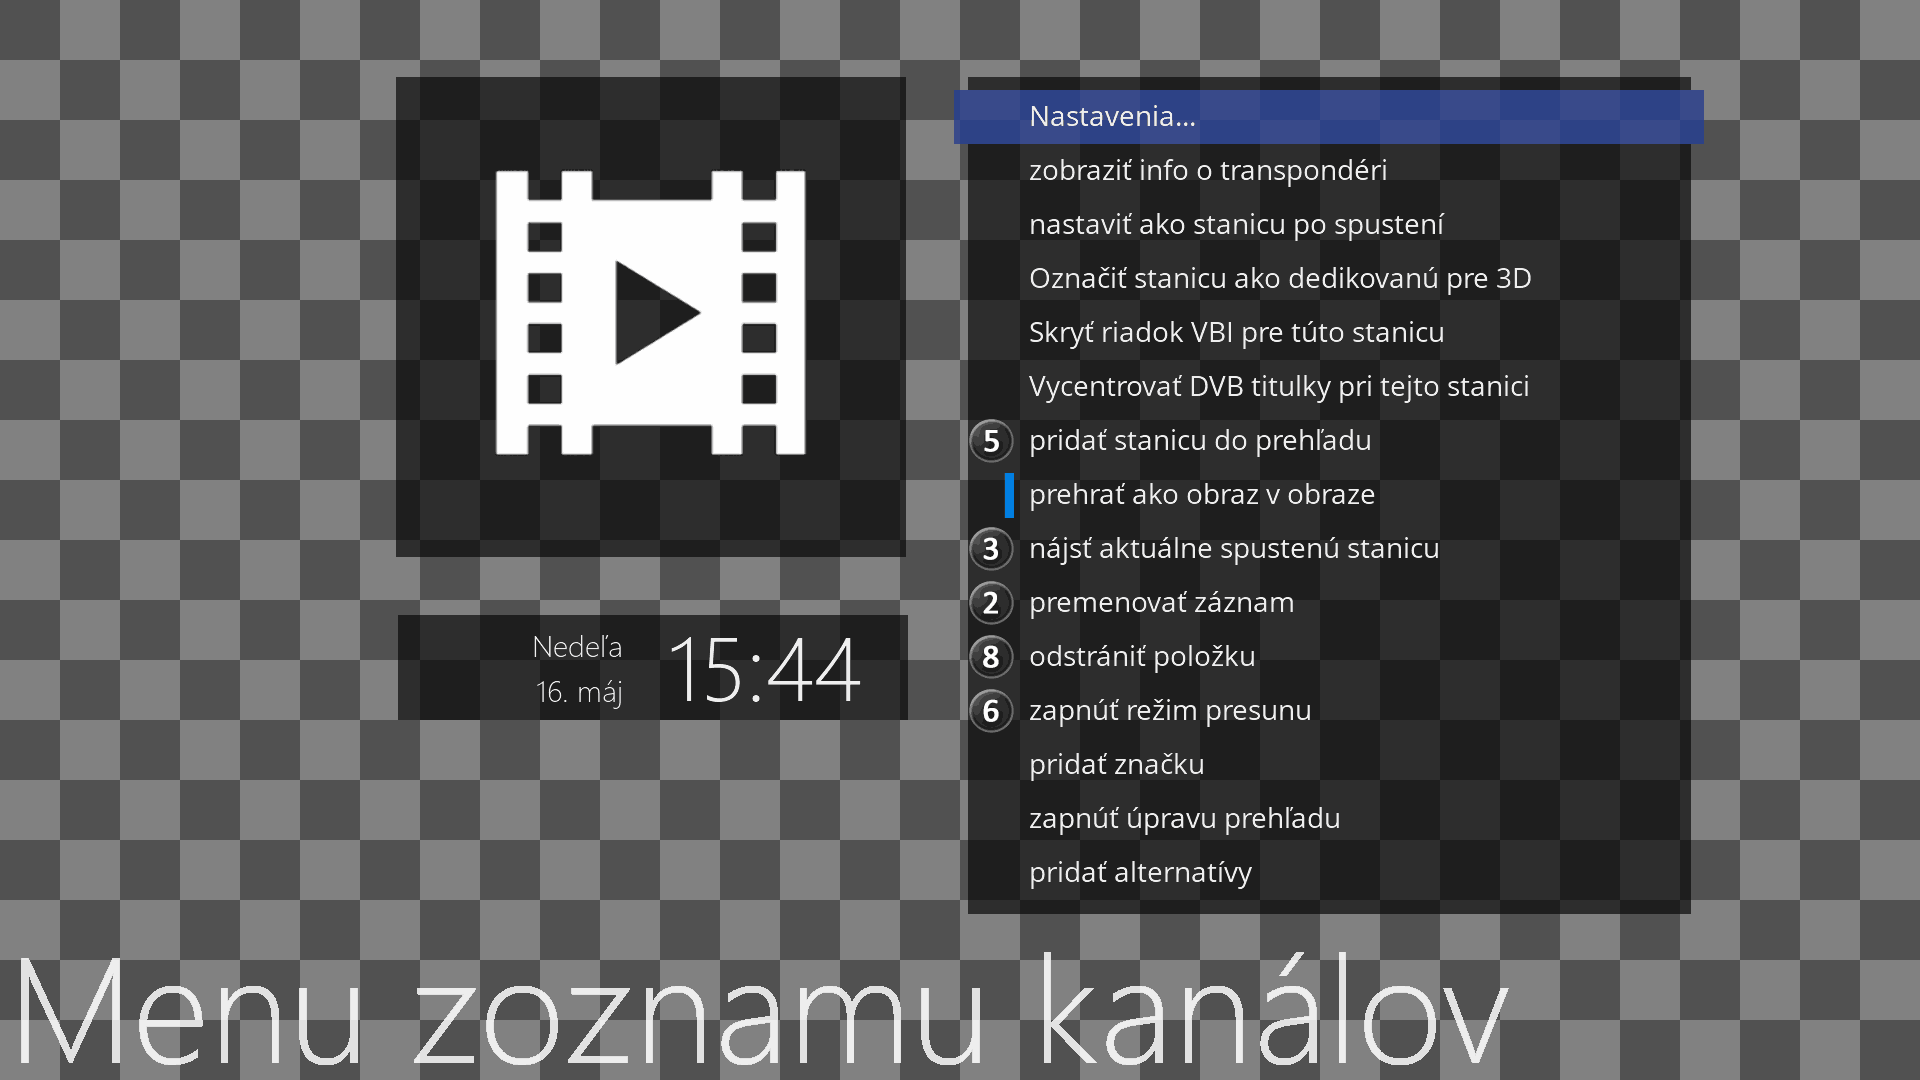 Nastavenia...
zobraziť info o transpondéri
nastaviť ako stanicu po spustení
Označiť stanicu ako dedikovanú pre 3D
Skryť riadok VBI pre túto stanicu
Vycentrovať DVB titulky pri tejto stanici
5 pridať stanicu do prehľadu
prehrať ako obraz v obraze
3 nájsť aktuálne spustenú stanicu
2 premenovať záznam
8 odstrániť položku
6 zapnúť režim presunu
pridať značku
zapnúť úpravu prehľadu
pridať alternatívy
Nedeľa
16. máj
15:44
Menu zoznamu kanálov